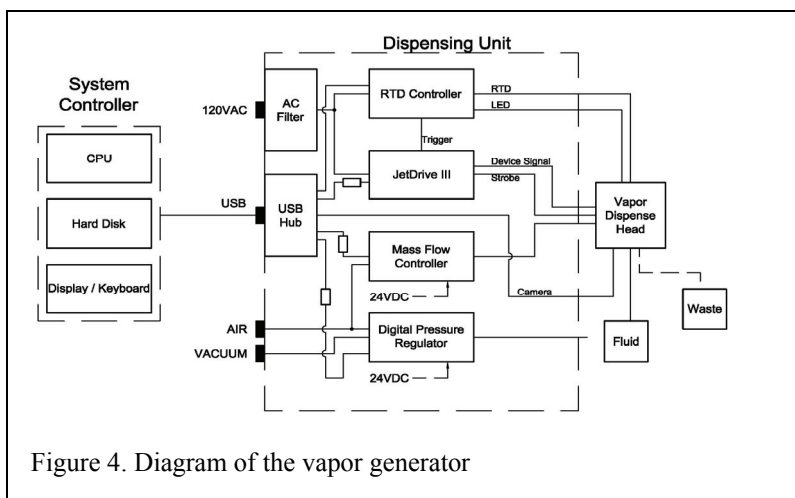 Dispensing Unit
System
Controller
CPU
Hard Disk
Display / Keyboard
120VAC
AC
Filter
RTD Controller
RTD
LED
Trigger
JetDrive III
Device Signal
Strobe
USB
USB
Hub
Vapor
Dispense
Head
Mass Flow
Controller
24VDC
Camera
Waste
AIR
VACUUM
Digital Pressure
Regulator
24VDC
Fluid
Figure 4. Diagram of the vapor generator